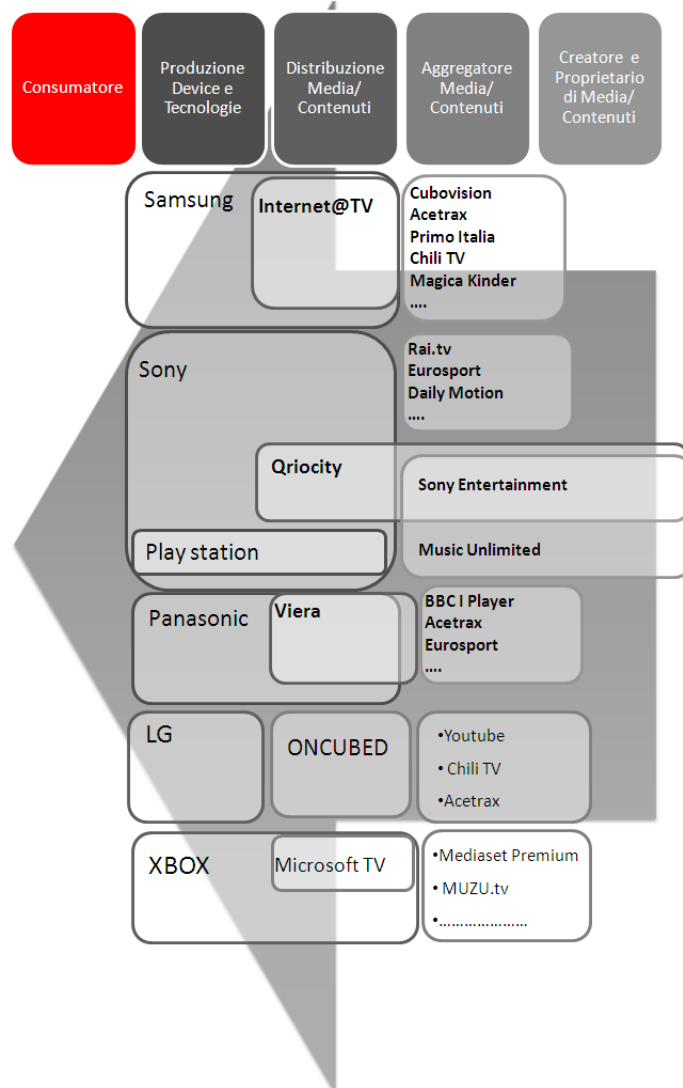 Consumatore
Produzione
Device e
Tecnologie
Distribuzione
Media/
Contenuti
Aggregatore
Media/
Contenuti
Creatore e
Proprietario
di Media/
Contenuti
Samsung
Internet@TV
Cubovision
Acetrax
Primo Italia
Chili TV
Magica Kinder
....
Sony
Rai.tv
Eurosport
Daily Motion
....
Qriocity
Sony Entertainment
Play station
Music Unlimited
Panasonic
Viera
BBC I Player
Acetrax
Eurosport
....
LG
ONCUBED
•Youtube
• Chili TV
• Acetrax
XBOX
Microsoft TV
•Mediaset Premium
•MUZU.tv
•…………………